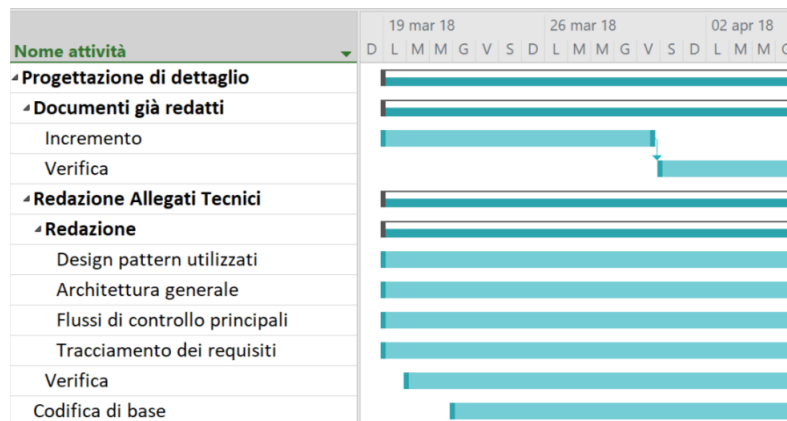 19 mar 18 26 mar 18 02 apr 18
Nome attività D L M M G V S D L M M G V S D L M M G
Progettazione di dettaglio
Documenti già redatti
Incremento
Verifica
Redazione Allegati Tecnici
Redazione
Design pattern utilizzati
Architettura generale
Flussi di controllo principali
Tracciamento dei requisiti
Verifica
Codifica di base